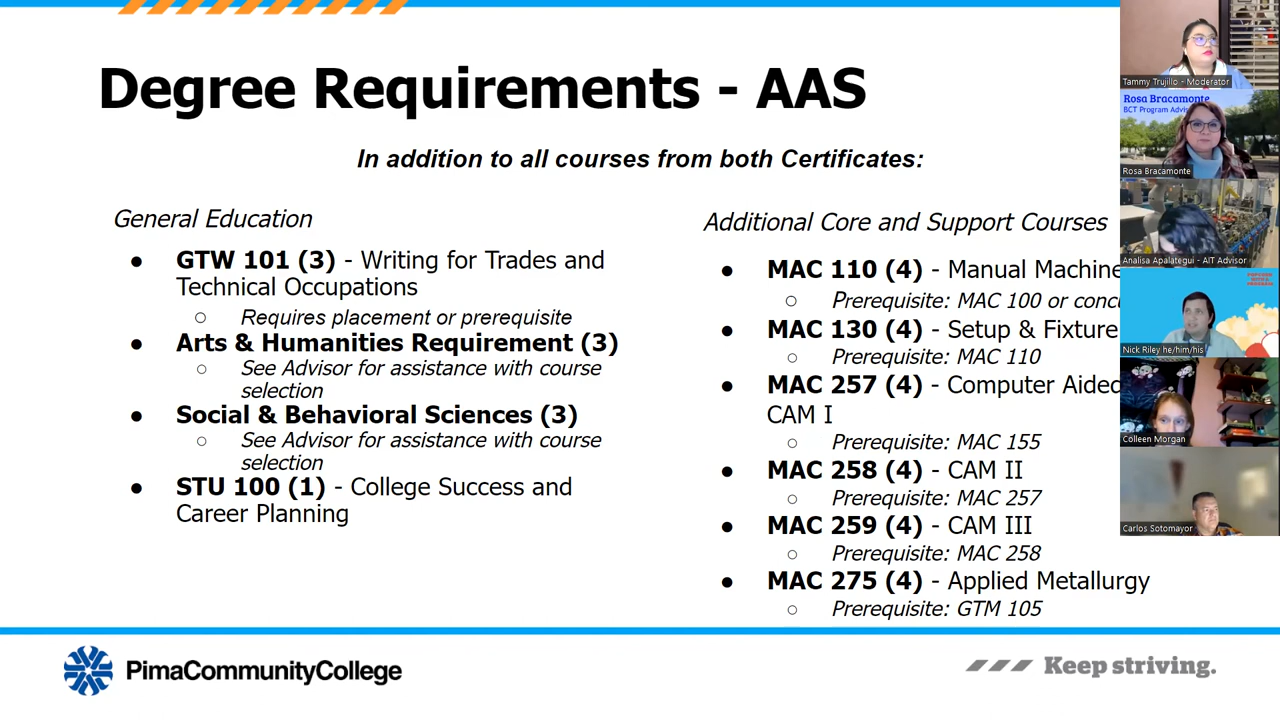 Degree Requirements - AAS
In addition to all courses from both Certificates:
General Education
● GTW 101 (3) - Writing for Trades and
Technical Occupations
○ Requires placement or prerequisite
● Arts & Humanities Requirement (3)
○ See Advisor for assistance with course
selection
● Social & Behavioral Sciences (3)
○ See Advisor for assistance with course
selection
● STU 100 (1) - College Success and
Career Planning
Additional Core and Support Courses
● MAC 110 (4) - Manual Machine
○ Prerequisite: MAC 100 or
● MAC 130 (4) - Setup & Fixture
○ Prerequisite: MAC 110
● MAC 257 (4) - Computer Aided
CAM I
○ Prerequisite: MAC 155
● MAC 258 (4) - CAM II
○ Prerequisite: MAC 257
● MAC 259 (4) - CAM III
○ Prerequisite: MAC 258
● MAC 275 (4) - Applied Metallurgy
○ Prerequisite: GTM 105
PimaCommunityCollege
Keep striving.
Tammy Trujillo - Moderator
Rosa Bracamonte
BCT Program
Rosa Bracamonte
Analisa Apalategui - AIT Advisor
Nick Riley he/him/his
Colleen Morgan
Carlos Sotomayor